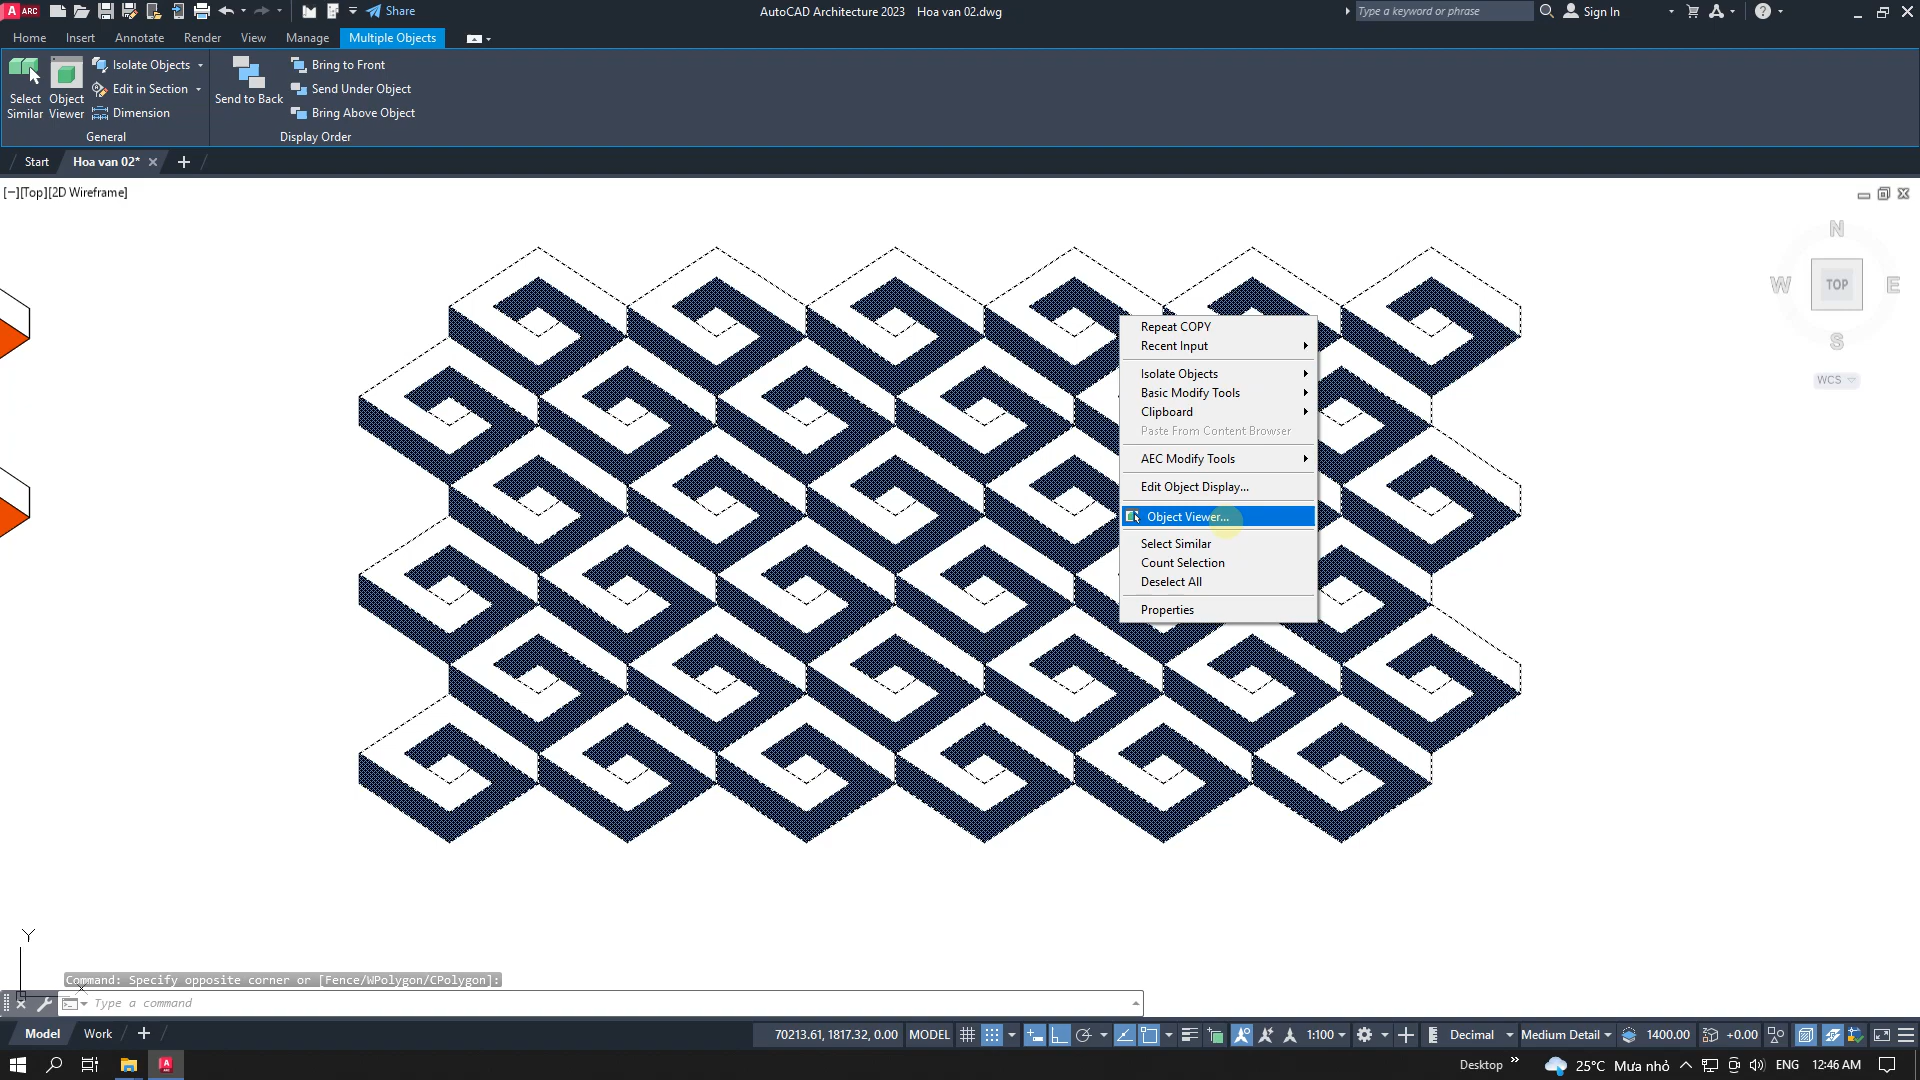 A ARC Share AutoCAD Architecture 2023 Hoa van 02.dwg Type a keyword or phrase Sign In
Home Insert Annotate Render View Manage Multiple Objects
Select Similar
Object Viewer
Isolate Objects
Edit in Section
Dimension
Send to Back
Bring to Front
Send Under Object
Bring Above Object
General
Display Order
Start Hoa van 02*
[−][Top][2D Wireframe]
N
W TOP E
S
WCS
Repeat COPY
Recent Input
Isolate Objects
Basic Modify Tools
Clipboard
Paste From Content Browser
AEC Modify Tools
Edit Object Display...
Object Viewer...
Select Similar
Count Selection
Deselect All
Properties
Y
Command: Specify opposite corner or [Fence/WPolygon/CPolygon]:
Type a command
Model Work 70213.61, 1817.32, 0.00 MODEL 1:100 Decimal Medium Detail 1400.00 +0.00
Desktop 25°C Mưa nhỏ ENG 12:46 AM